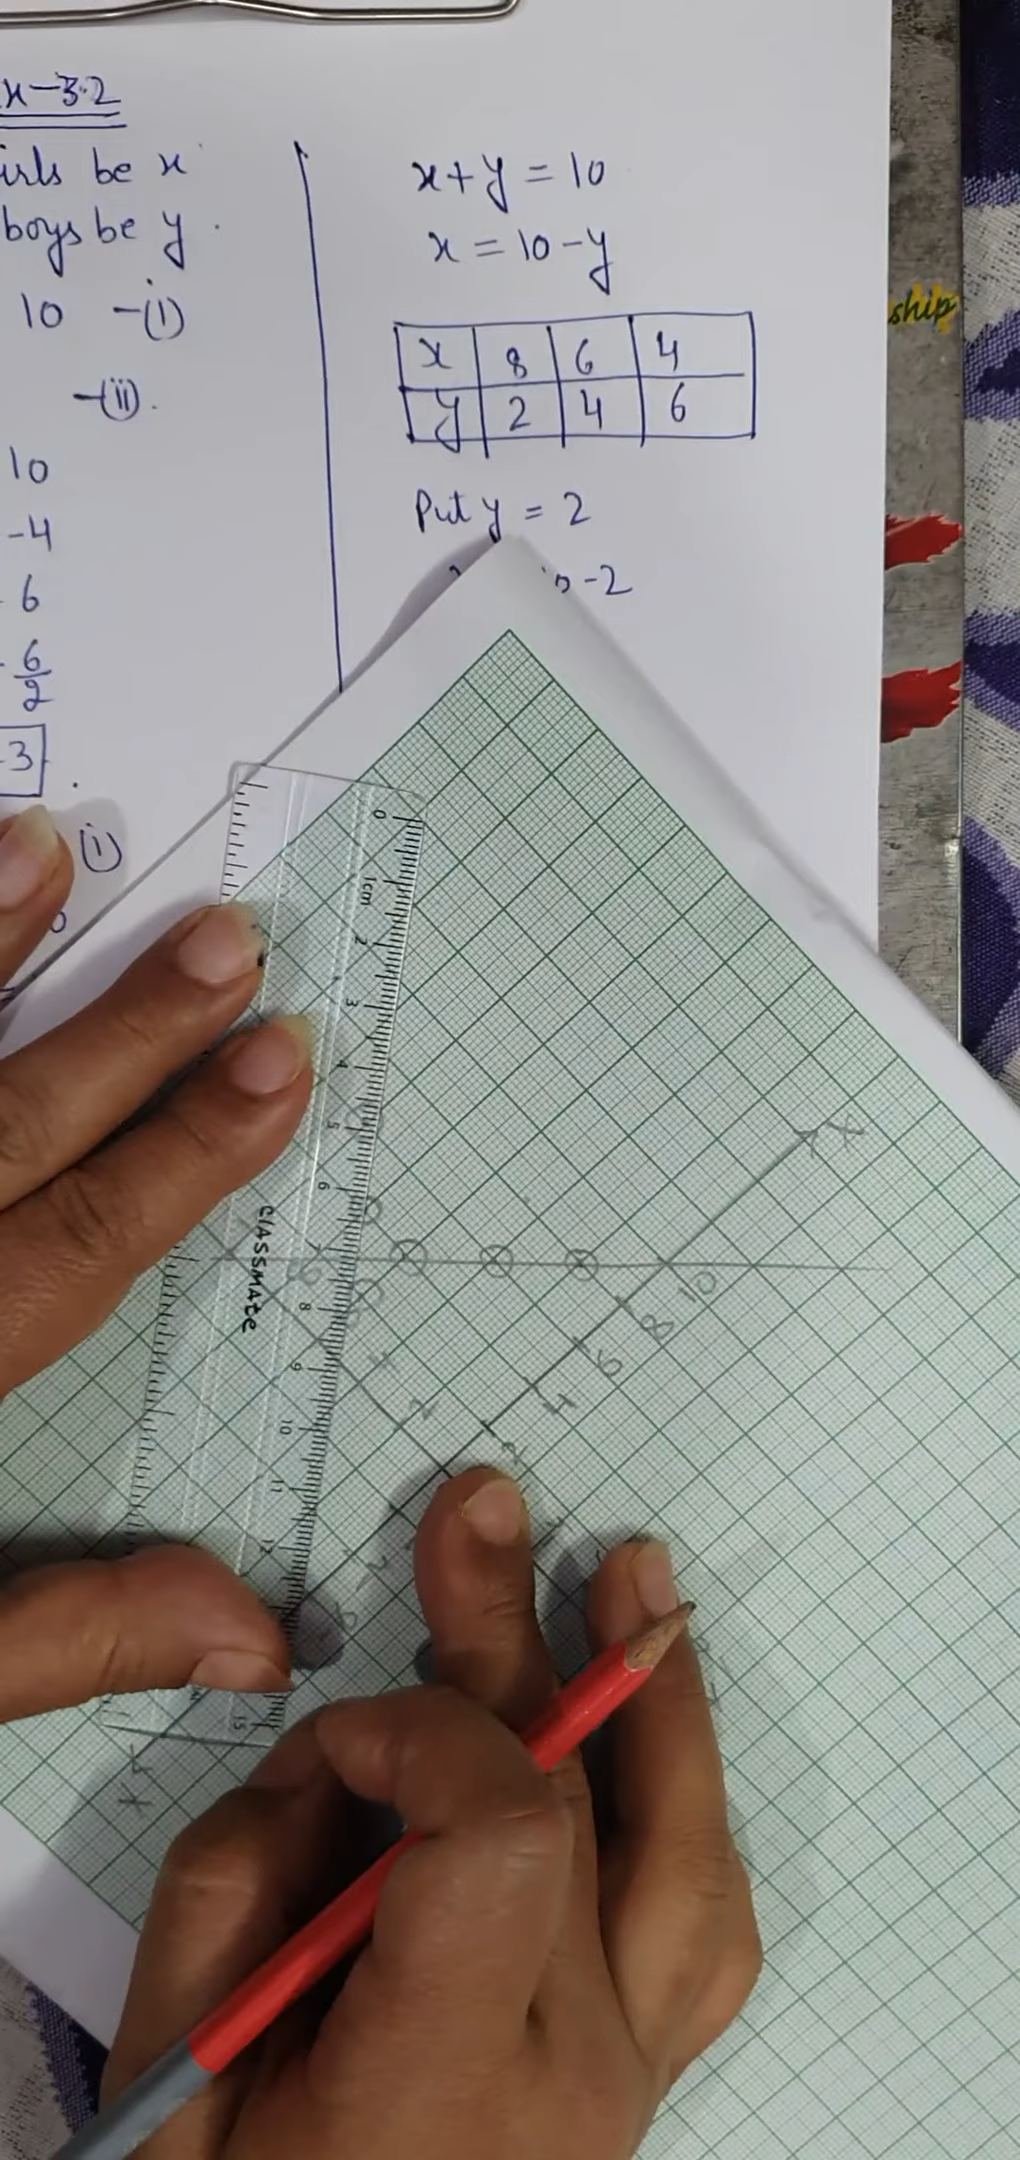 x-3.2
irls be x
boys be y.
10 -(i)
-(ii).
10
-4
6
6/2
3.
(i)
x+y=10
x=10-y
x 8 6 4
y 2 4 6
Put y = 2
-2
ship
0 1cm 2 3 4 5 6 8 9 10 11 12 15
CLASSMATE
X
10
8
6
4
2